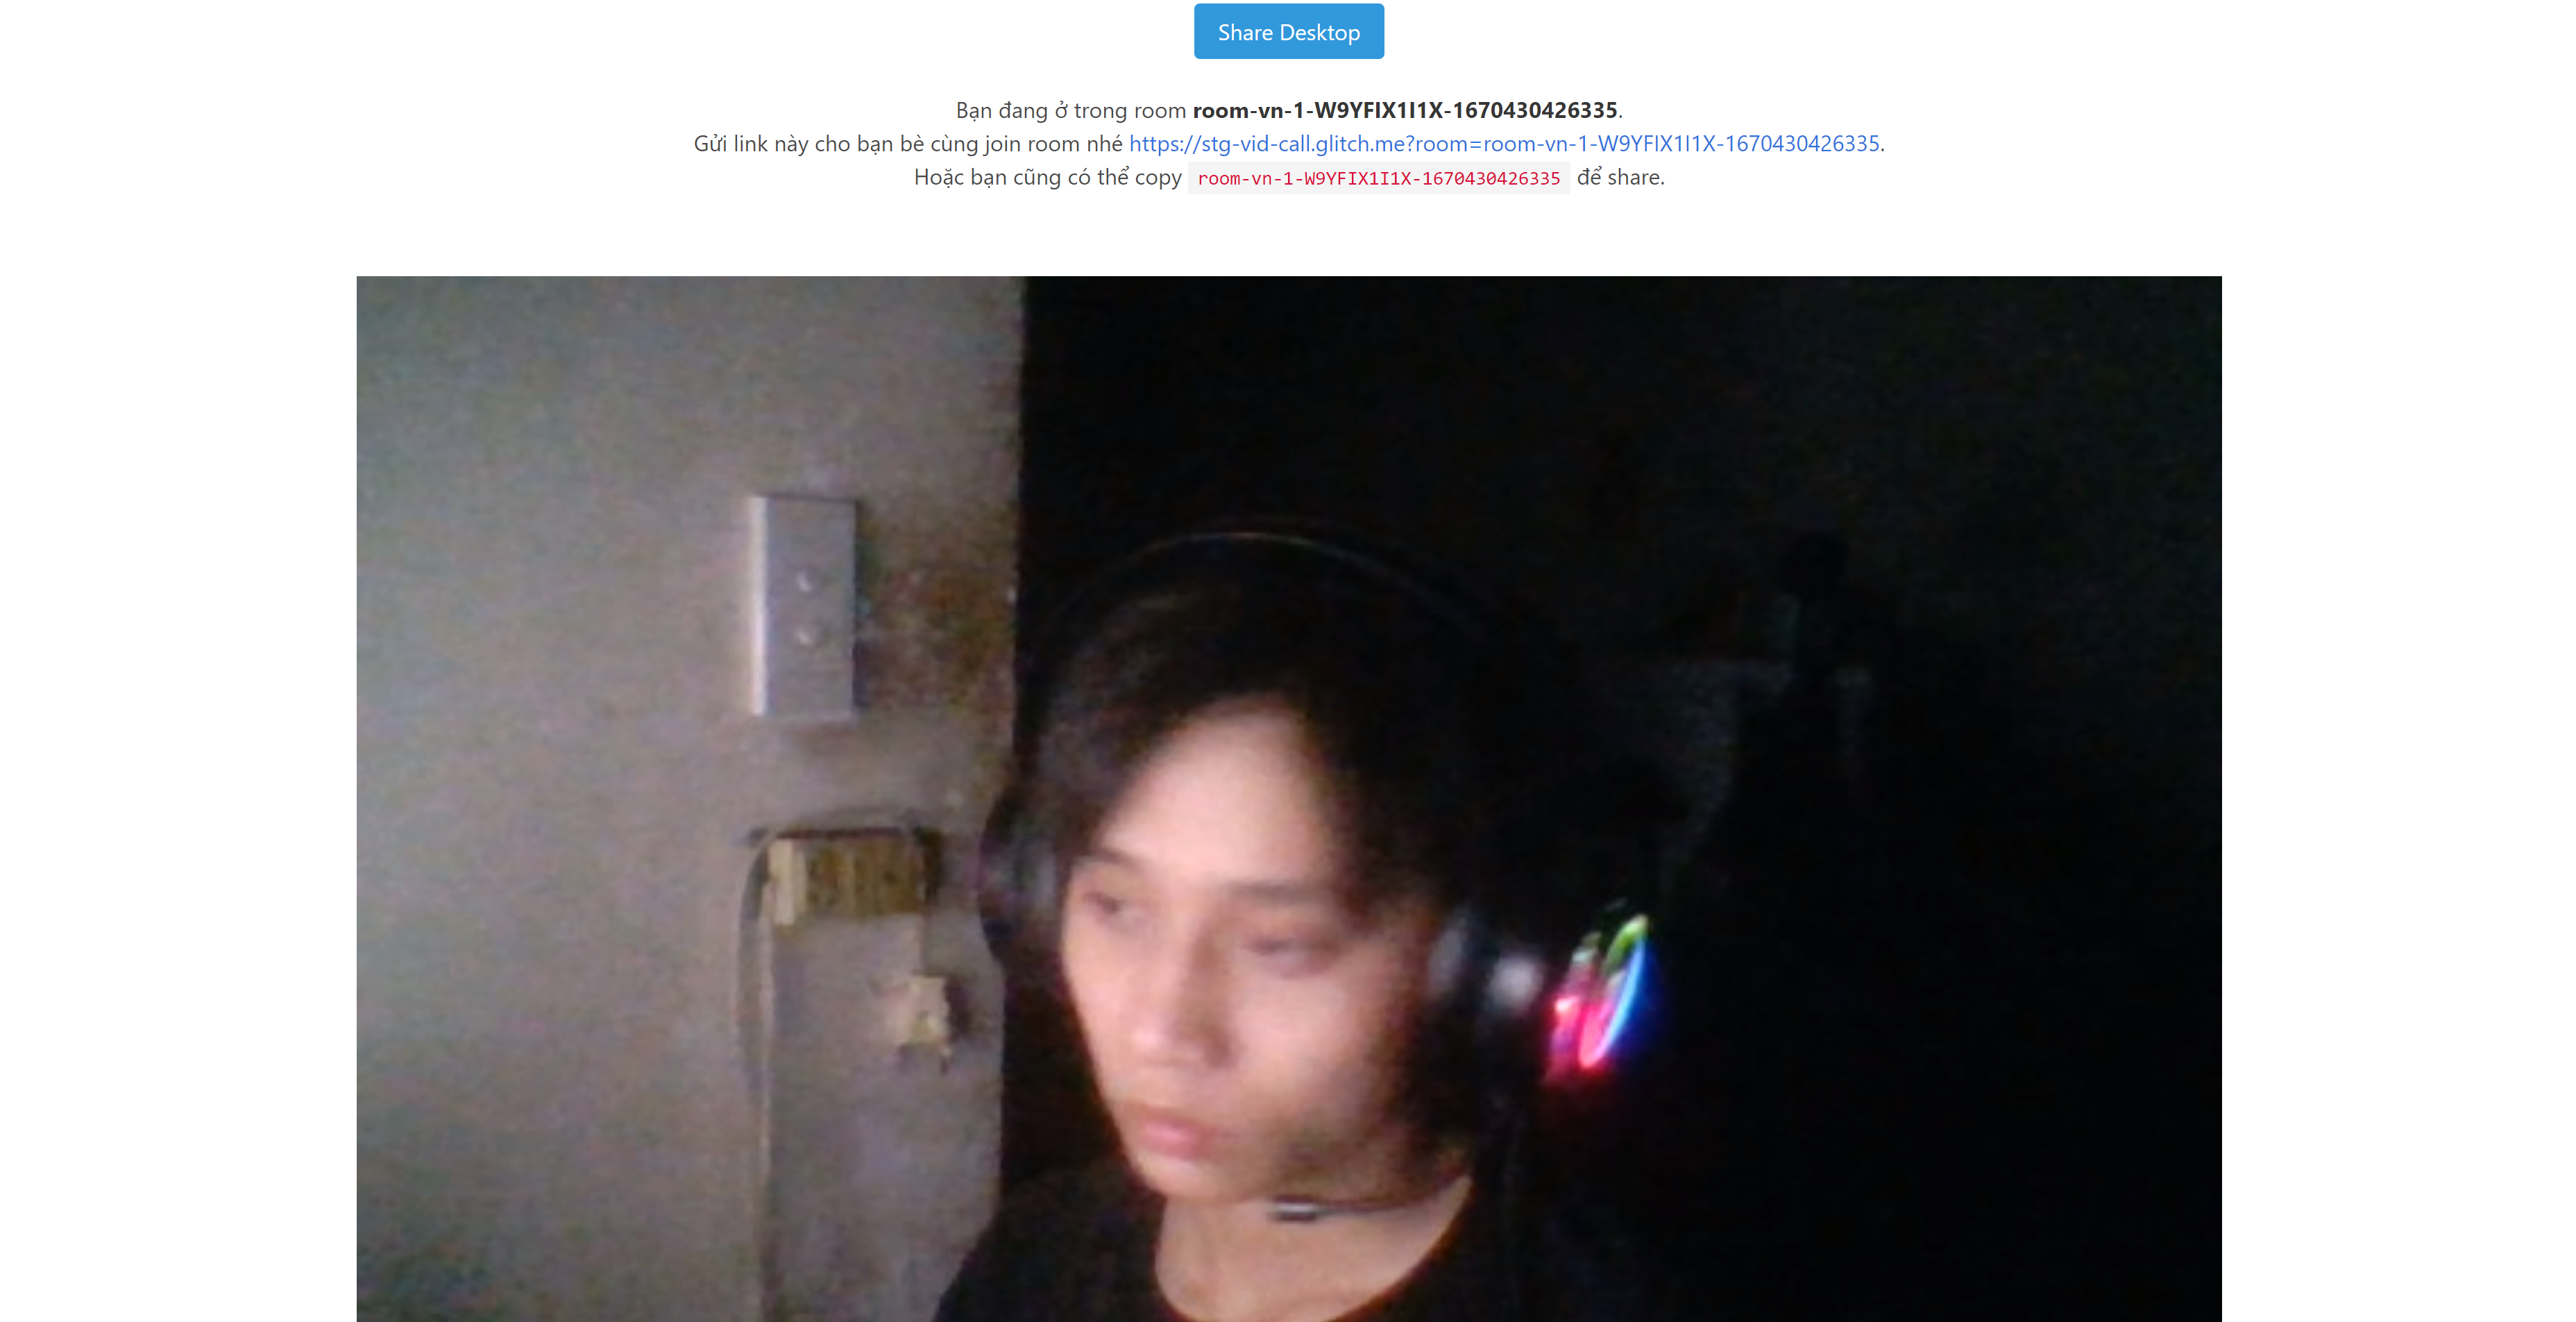 Share Desktop
Bạn đang ở trong room room-vn-1-W9YFIX1I1X-1670430426335.
Gửi link này cho bạn bè cùng join room nhé https://stg-vid-call.glitch.me?room=room-vn-1-W9YFIX1I1X-1670430426335.
Hoặc bạn cũng có thể copy room-vn-1-W9YFIX1I1X-1670430426335 để share.